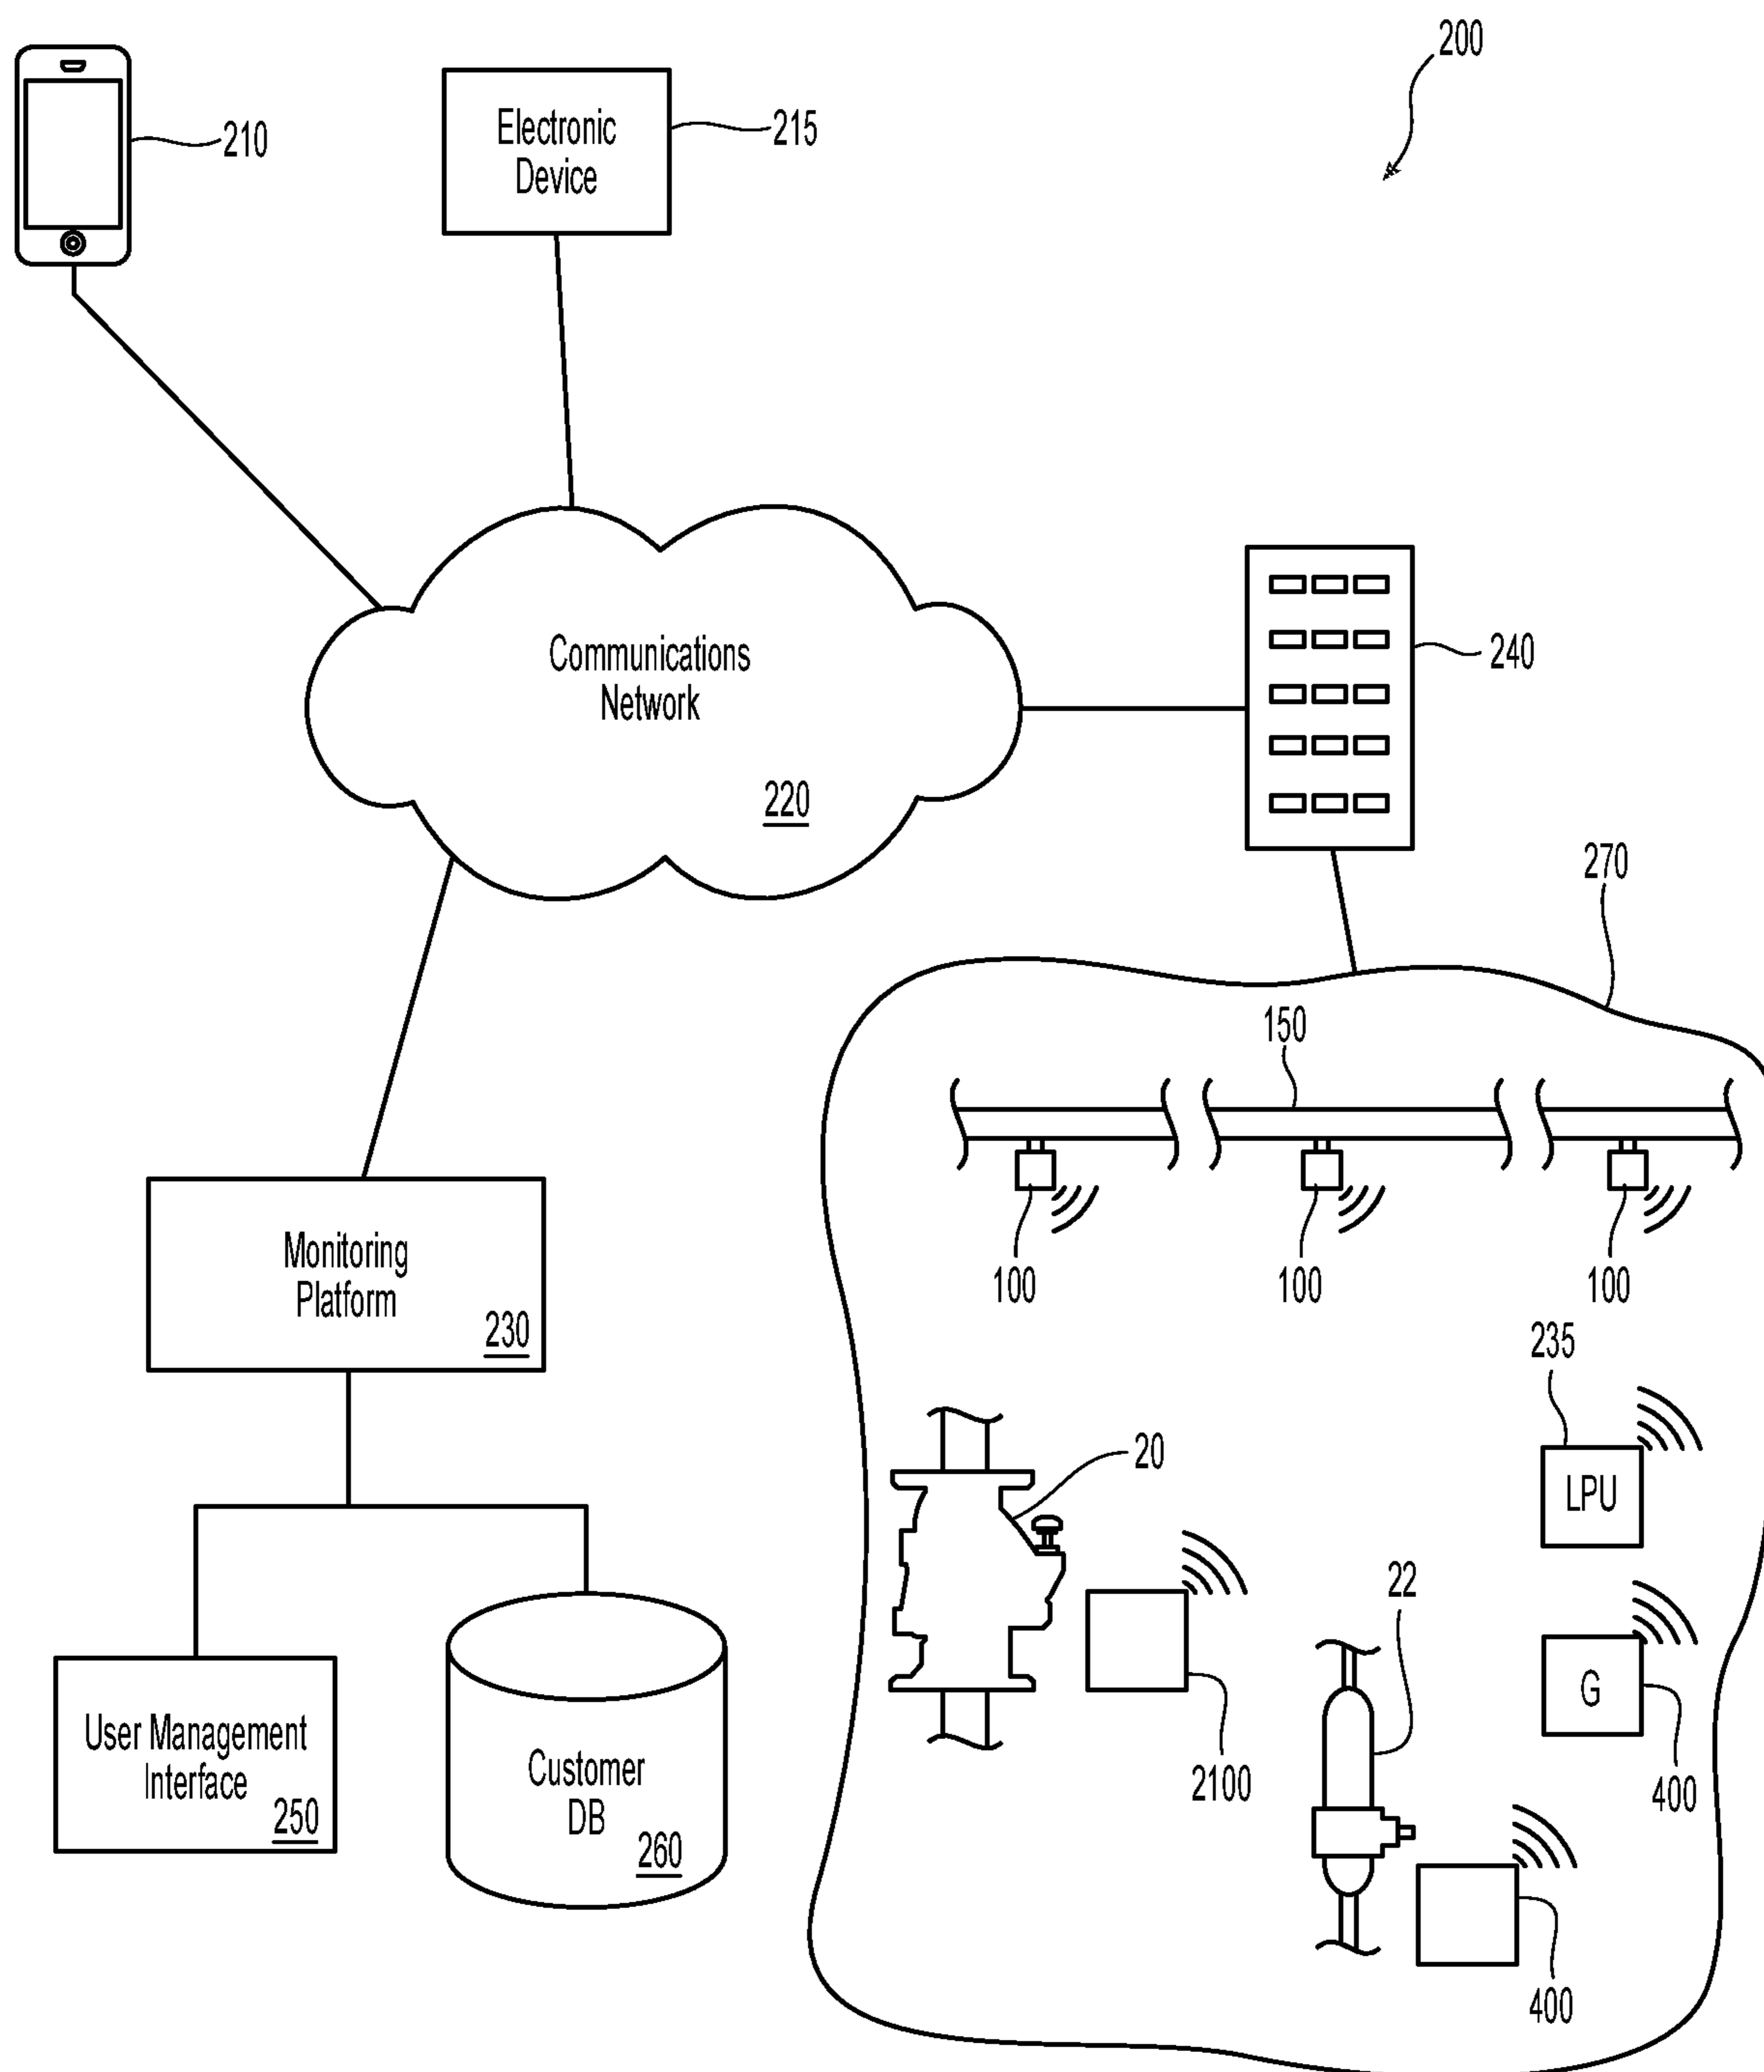 200
210
Electronic
Device
215
Communications
Network
220
240
270
150
100
100
100
Monitoring
Platform
230
235
LPU
20
22
G
400
2100
400
User Management
Interface
250
Customer
DB
260